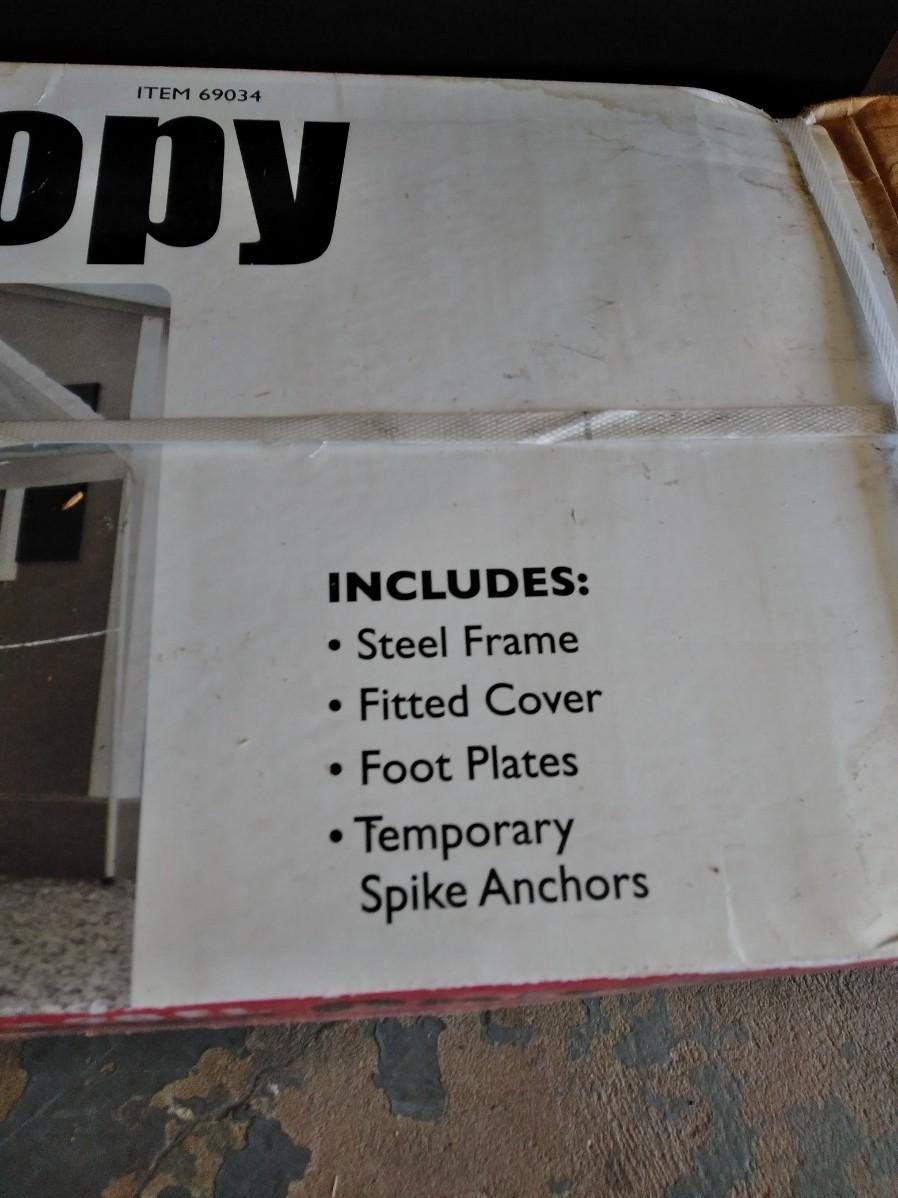 ITEM 69034
opy
INCLUDES:
• Steel Frame
• Fitted Cover
• Foot Plates
• Temporary
Spike Anchors